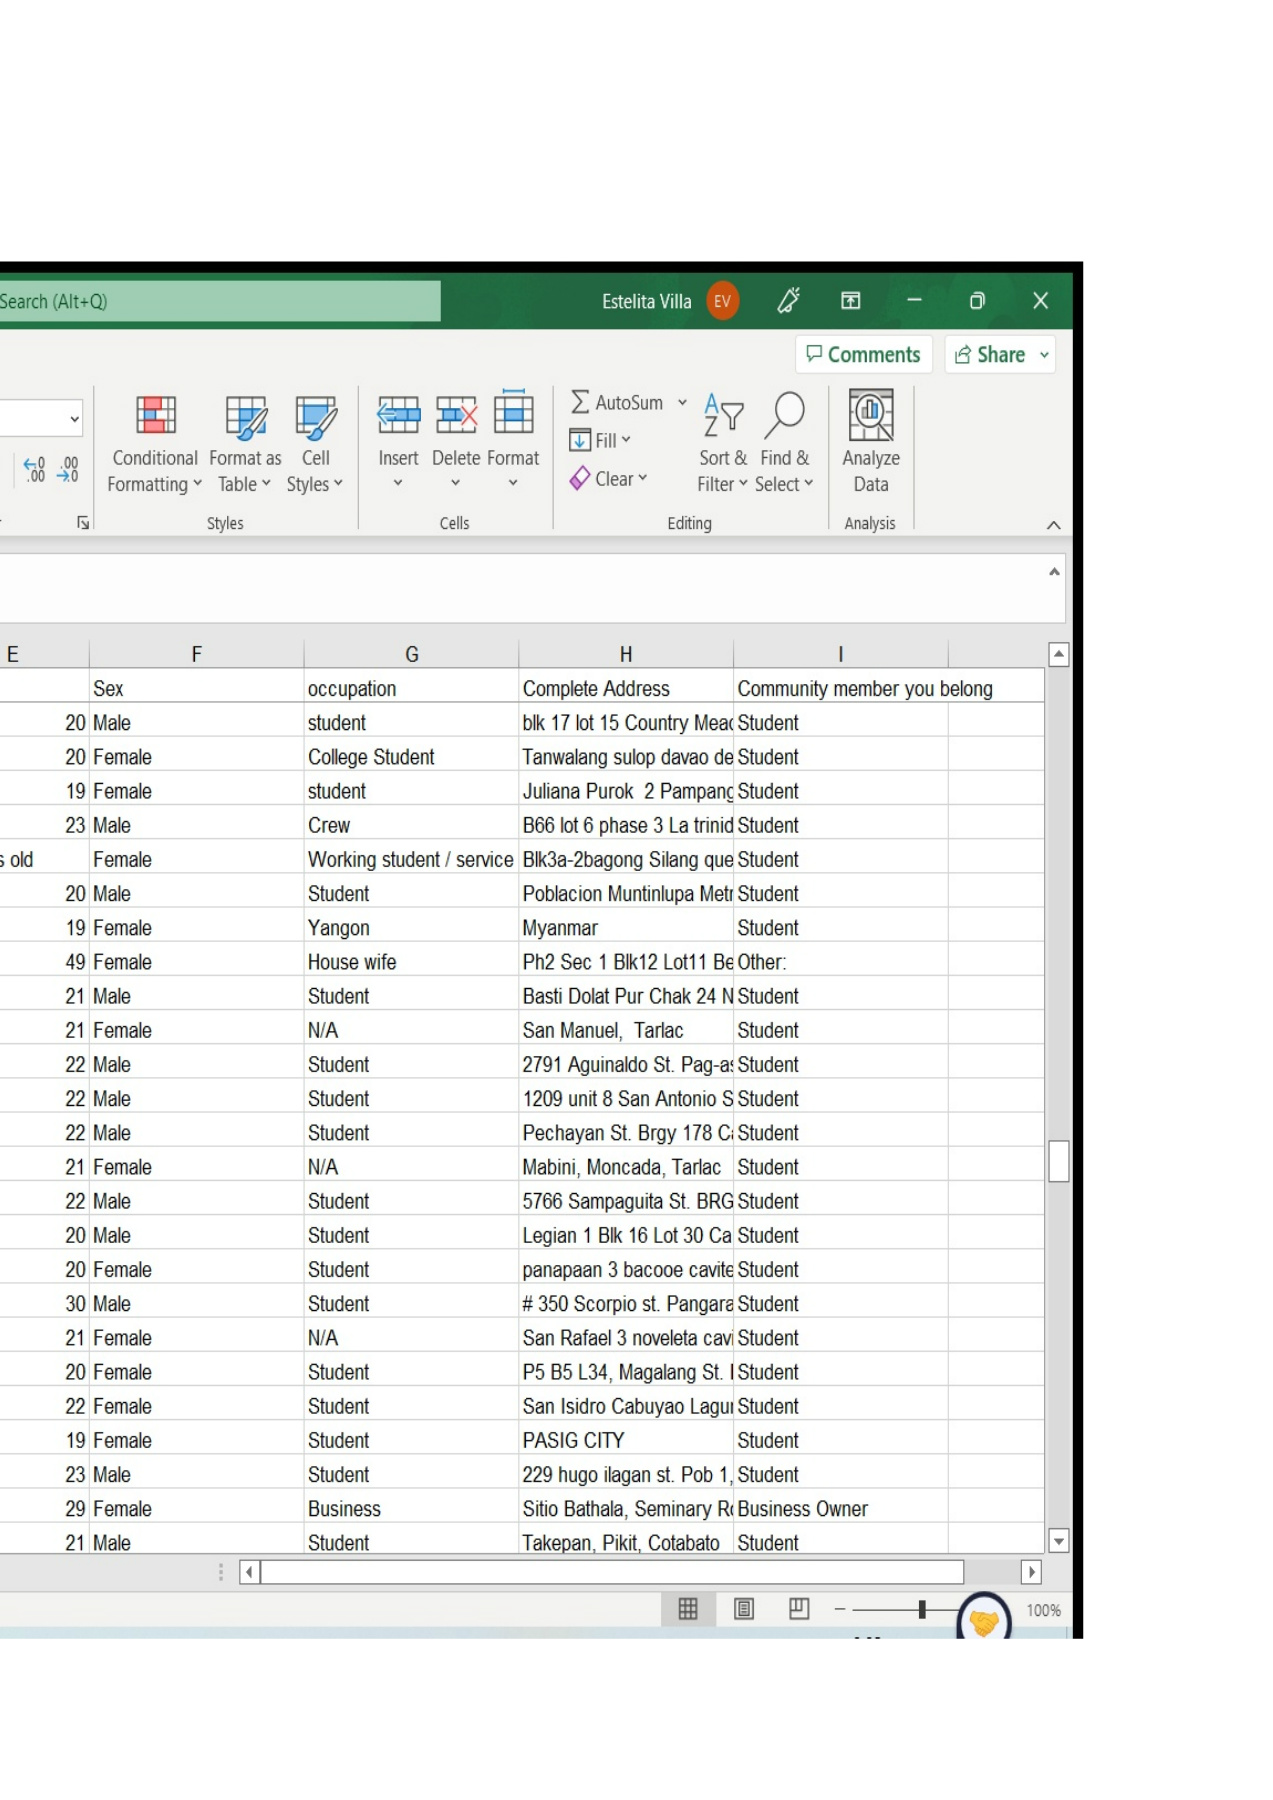 Search (Alt+Q) Estelita Villa EV
Comments Share
Conditional Formatting Format as Table Cell Styles Insert Delete Format AutoSum Fill Clear Sort & Filter Find & Select Analyze Data
Styles Cells Editing Analysis
E F G H I
Sex occupation Complete Address Community member you belong
20 Male student blk 17 lot 15 Country Mead Student
20 Female College Student Tanwalang sulop davao de Student
19 Female student Juliana Purok 2 Pampang Student
23 Male Crew B66 lot 6 phase 3 La trinid Student
s old Female Working student / service Blk3a-2bagong Silang que Student
20 Male Student Poblacion Muntinlupa Metr Student
19 Female Yangon Myanmar Student
49 Female House wife Ph2 Sec 1 Blk12 Lot11 Be Other:
21 Male Student Basti Dolat Pur Chak 24 N Student
21 Female N/A San Manuel, Tarlac Student
22 Male Student 2791 Aguinaldo St. Pag-as Student
22 Male Student 1209 unit 8 San Antonio S Student
22 Male Student Pechayan St. Brgy 178 Ca Student
21 Female N/A Mabini, Moncada, Tarlac Student
22 Male Student 5766 Sampaguita St. BRG Student
20 Male Student Legian 1 Blk 16 Lot 30 Ca Student
20 Female Student panapaan 3 bacooe cavite Student
30 Male Student # 350 Scorpio st. Pangara Student
21 Female N/A San Rafael 3 noveleta cavi Student
20 Female Student P5 B5 L34, Magalang St. Student
22 Female Student San Isidro Cabuyao Lagun Student
19 Female Student PASIG CITY Student
23 Male Student 229 hugo ilagan st. Pob 1, Student
29 Female Business Sitio Bathala, Seminary Ro Business Owner
21 Male Student Takepan, Pikit, Cotabato Student
100%